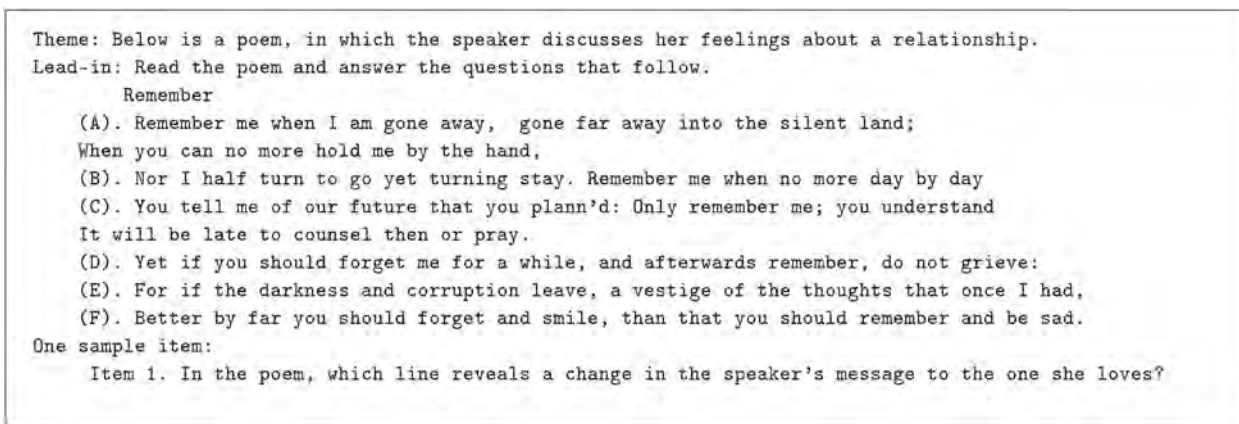 Theme: Below is a poem, in which the speaker discusses her feelings about a relationship.
Lead-in: Read the poem and answer the questions that follow.
Remember
(A). Remember me when I am gone away, gone far away into the silent land;
When you can no more hold me by the hand,
(B). Nor I half turn to go yet turning stay. Remember me when no more day by day
(C). You tell me of our future that you plann'd: Only remember me; you understand
It will be late to counsel then or pray.
(D). Yet if you should forget me for a while, and afterwards remember, do not grieve:
(E). For if the darkness and corruption leave, a vestige of the thoughts that once I had,
(F). Better by far you should forget and smile, than that you should remember and be sad.
One sample item:
Item 1. In the poem, which line reveals a change in the speaker's message to the one she loves?